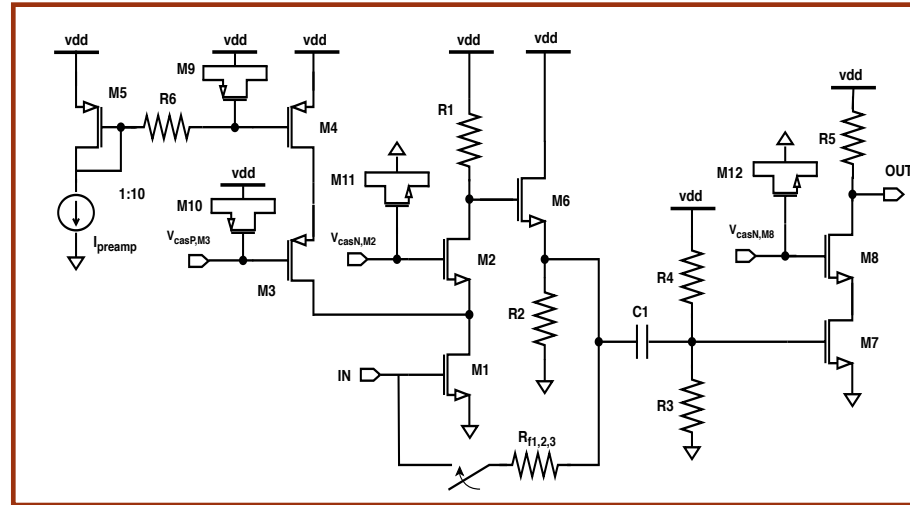 vdd
vdd
vdd
vdd
vdd
M9
M5
R6
M4
R1
vdd
R5
M11
M12
OUT
1:10
vdd
M10
M6
vdd
I_preamp
V_casP,M3
V_casN,M2
M2
V_casN,M8
M8
M3
R4
R2
C1
M7
IN
M1
R3
R_f1,2,3